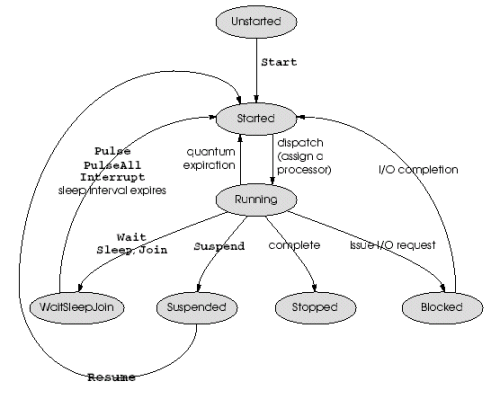 Unstarted
Start
Started
Pulse
PulseAll
Interrupt
sleep interval expires
quantum
expiration
dispatch
(assign a
processor)
I/O completion
Running
Wait
Sleep, Join
Suspend
complete
Issue I/O request
WaitSleepJoin
Suspended
Stopped
Blocked
Resume